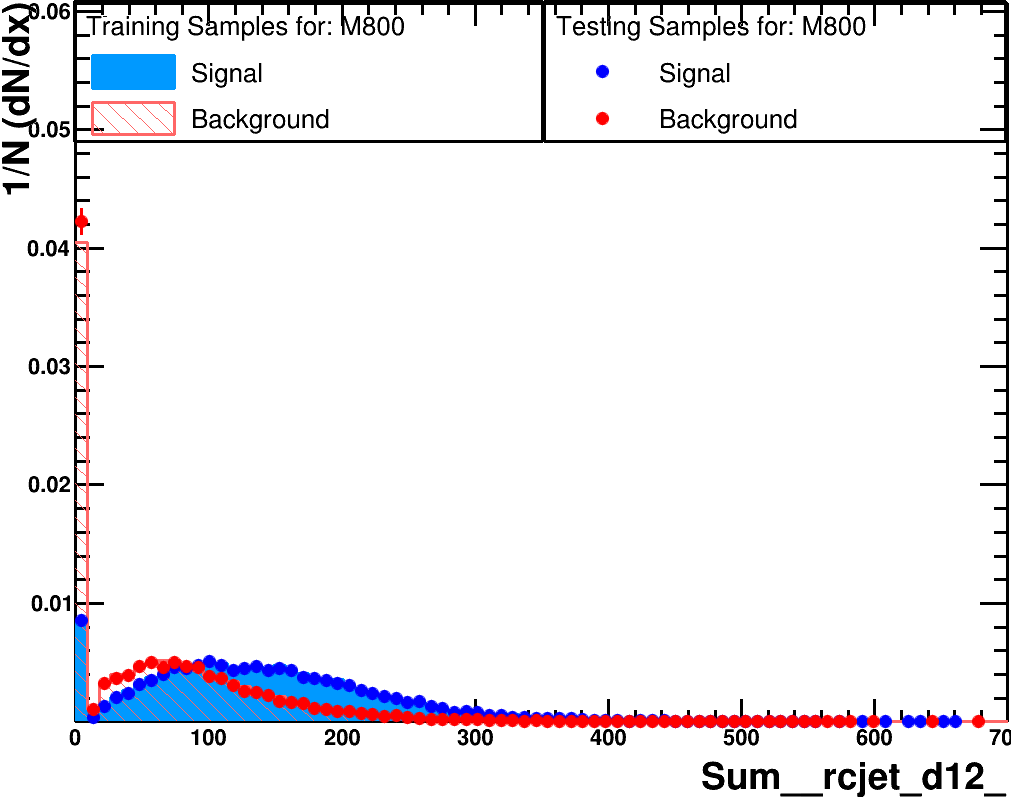 0.06
Training Samples for: M800
Testing Samples for: M800
Signal
Signal
Background
Background
1/N (dN/dx)
0.05
0.04
0.03
0.02
0.01
0 100 200 300 400 500 600 70
Sum__rcjet_d12_